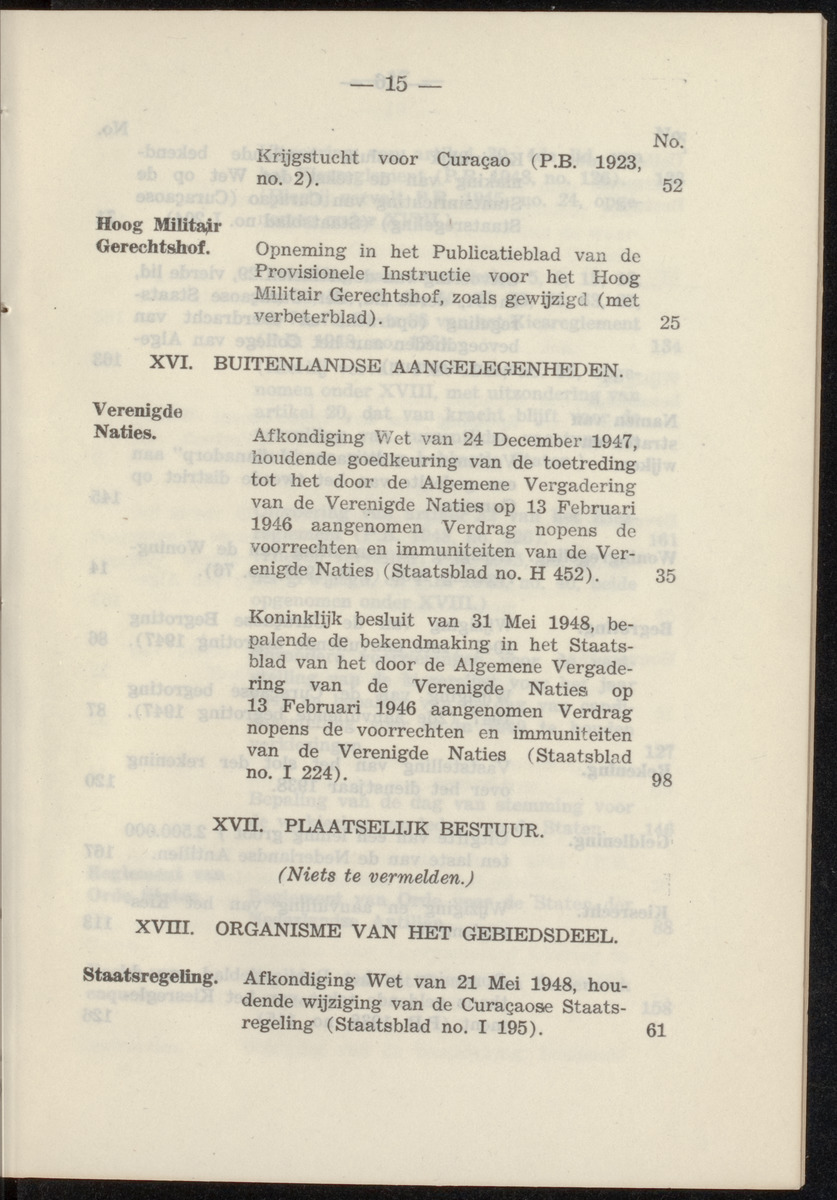 — 15 —
No.
Krijgstucht voor Curaçao (P.B. 1923,
no. 2). 52
Hoog Militair
Gerechtshof. Opneming in het Publicatieblad van de
Provisionele Instructie voor het Hoog
Militair Gerechtshof, zoals gewijzigd (met
verbeterblad). 25
XVI. BUITENLANDSE AANGELEGENHEDEN.
Verenigde
Naties. Afkondiging Wet van 24 December 1947,
houdende goedkeuring van de toetreding
tot het door de Algemene Vergadering
van de Verenigde Naties op 13 Februari
1946 aangenomen Verdrag nopens de
voorrechten en immuniteiten van de Ver-
enigde Naties (Staatsblad no. H 452). 35
Koninklijk besluit van 31 Mei 1948, be-
palende de bekendmaking in het Staats-
blad van het door de Algemene Vergade-
ring van de Verenigde Naties op
13 Februari 1946 aangenomen Verdrag
nopens de voorrechten en immuniteiten
van de Verenigde Naties (Staatsblad
no. I 224). 98
XVII. PLAATSELIJK BESTUUR.
(Niets te vermelden.)
XVIII. ORGANISME VAN HET GEBIEDSDEEL.
Staatsregeling. Afkondiging Wet van 21 Mei 1948, hou-
dende wijziging van de Curaçaose Staats-
regeling (Staatsblad no. I 195). 61